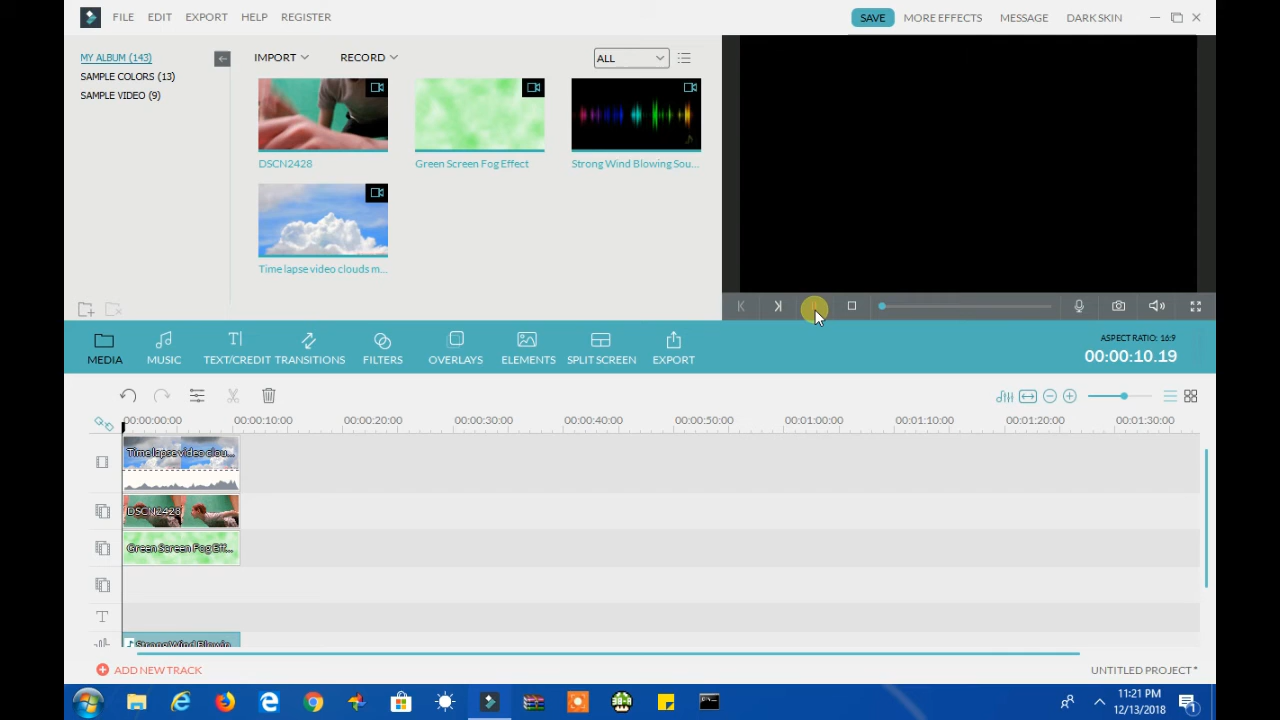 FILE EDIT EXPORT HELP REGISTER SAVE MORE EFFECTS MESSAGE DARK SKIN
MY ALBUM (143)
SAMPLE COLORS (13)
SAMPLE VIDEO (9)
IMPORT RECORD ALL
DSCN2428 Green Screen Fog Effect Strong Wind Blowing Sou...
Time lapse video clouds m...
MEDIA MUSIC TEXT/CREDIT TRANSITIONS FILTERS OVERLAYS ELEMENTS SPLIT SCREEN EXPORT
ASPECT RATIO: 16:9
00:00:10.19
00:00:00:00 00:00:10:00 00:00:20:00 00:00:30:00 00:00:40:00 00:00:50:00 00:01:00:00 00:01:10:00 00:01:20:00 00:01:30:00
Time lapse video clou...
DSCN2428
Green Screen Fog Eff...
T
Strong Wind Blowin
ADD NEW TRACK UNTITLED PROJECT *
11:21 PM
12/13/2018